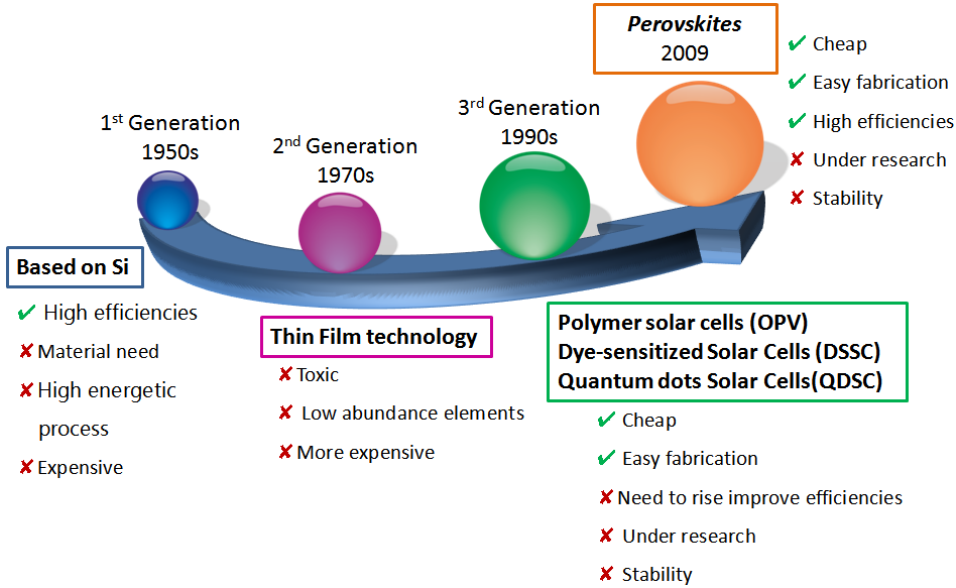 1st Generation
1950s
Based on Si
✓ High efficiencies
✗ Material need
✗ High energetic
process
✗ Expensive
2nd Generation
1970s
Thin Film technology
✗ Toxic
✗ Low abundance elements
✗ More expensive
3rd Generation
1990s
Polymer solar cells (OPV)
Dye-sensitized Solar Cells (DSSC)
Quantum dots Solar Cells(QDSC)
✓ Cheap
✓ Easy fabrication
✗ Need to rise improve efficiencies
✗ Under research
✗ Stability
Perovskites
2009
✓ Cheap
✓ Easy fabrication
✓ High efficiencies
✗ Under research
✗ Stability